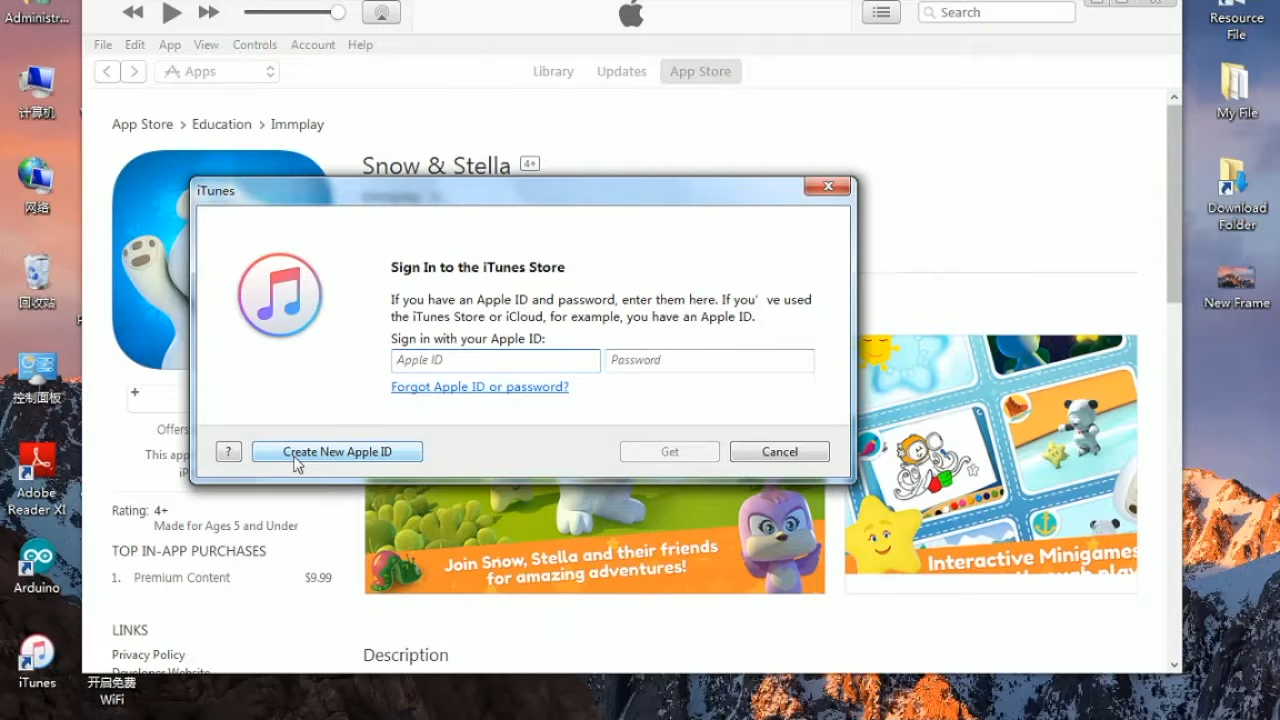 Administr...
计算机
网络
回收站
控制面板
Adobe
Reader XI
Arduino
iTunes
开启免费
WiFi
Search
File Edit App View Controls Account Help
Apps
Library Updates App Store
App Store > Education > Immplay
Snow & Stella 4+
iTunes
Sign In to the iTunes Store
If you have an Apple ID and password, enter them here. If you' ve used
the iTunes Store or iCloud, for example, you have an Apple ID.
Sign in with your Apple ID:
Apple ID Password
Forgot Apple ID or password?
? Create New Apple ID Get Cancel
Offers
This app
Rating: 4+
Made for Ages 5 and Under
TOP IN-APP PURCHASES
1. Premium Content $9.99
LINKS
Privacy Policy
Developer Website
Join Snow, Stella and their friends
for amazing adventures!
Interactive Minigames
through play
Description
Resource
File
My File
Download
Folder
New Frame